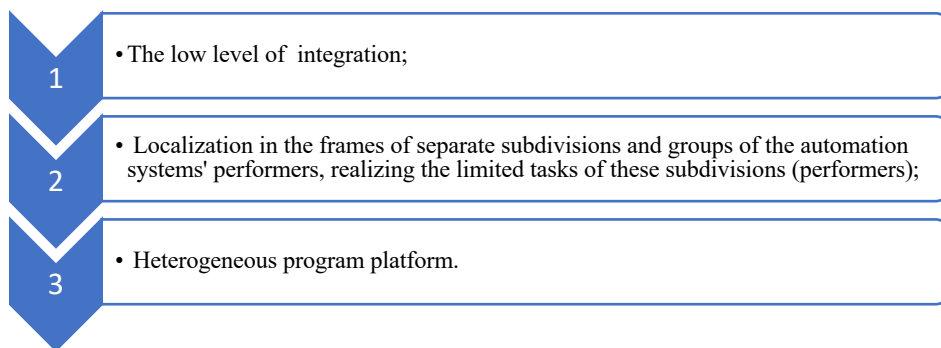 1
• The low level of  integration;
2
•  Localization in the frames of separate subdivisions and groups of the automation
systems' performers, realizing the limited tasks of these subdivisions (performers);
3
•  Heterogeneous program platform.